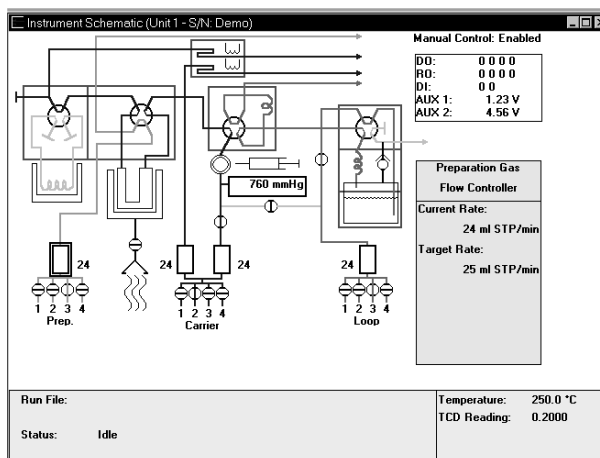 Instrument Schematic (Unit 1 - S/N: Demo)
Manual Control: Enabled
DO: 0 0 0 0
RO: 0 0 0 0
DI: 0 0
AUX 1: 1.23 V
AUX 2: 4.56 V
760 mmHg
Preparation Gas
Flow Controller
Current Rate:
24 ml STP/min
Target Rate:
25 ml STP/min
24 24 24 24
1 2 3 4 1 2 3 4 1 2 3 4
Prep. Carrier Loop
Run File:
Status: Idle
Temperature: 250.0 °C
TCD Reading: 0.2000